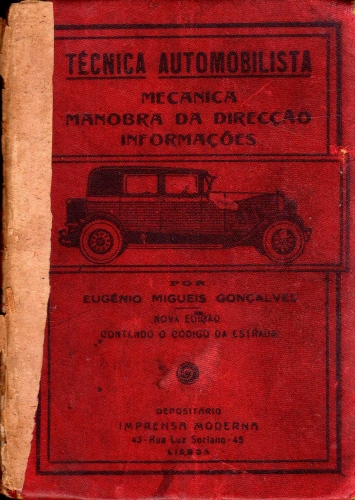 TÉCNICA AUTOMOBILISTA
MECANICA
MANOBRA DA DIRECÇÃO
INFORMAÇÕES
POR
EUGÉNIO MIGUEIS GONÇALVES
NOVA EDIÇÃO
CONTENDO O CODIGO DA ESTRADA
DEPOSITÁRIO
IMPRENSA MODERNA
43-Rua Luz Soriano-45
LISBOA